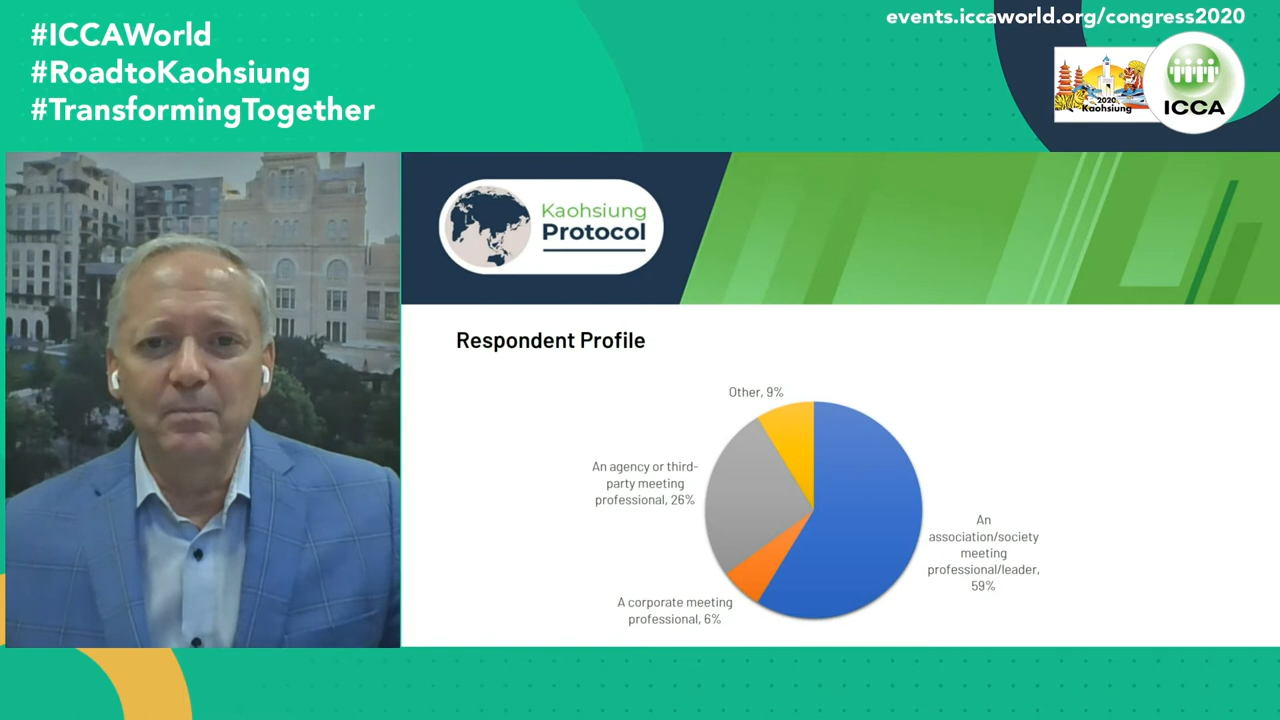 #ICCAWorld
#RoadtoKaohsiung
#TransformingTogether
events.iccaworld.org/congress2020
2020
Kaohsiung
ICCA
Kaohsiung
Protocol
Respondent Profile
Other, 9%
An agency or third-
party meeting
professional, 26%
An
association/society
meeting
professional/leader,
59%
A corporate meeting
professional, 6%